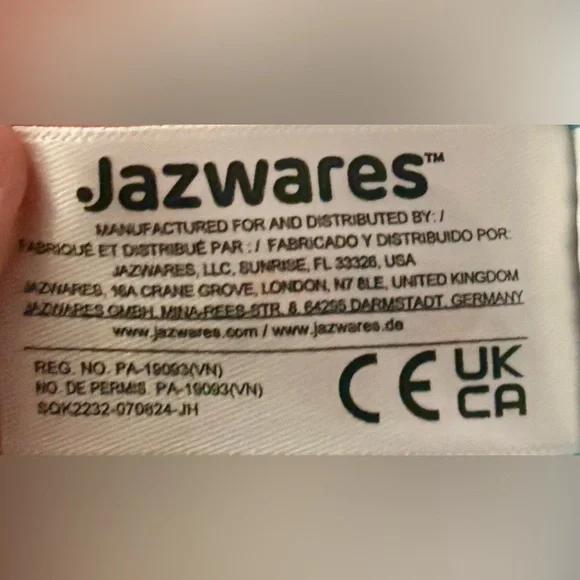 Jazwares™
MANUFACTURED FOR AND DISTRIBUTED BY: /
FABRIQUÉ ET DISTRIBUÉ PAR : / FABRICADO Y DISTRIBUIDO POR:
JAZWARES, LLC, SUNRISE, FL 33326, USA
JAZWARES, 16A CRANE GROVE, LONDON, N7 8LE, UNITED KINGDOM
JAZWARES GMBH, MINA-REES-STR. 8, 64295 DARMSTADT, GERMANY
www.jazwares.com / www.jazwares.de
REG. NO. PA-19093(VN)
NO. DE PERMIS. PA-19093(VN)
SQK2232-070824-JH
CE
UK
CA